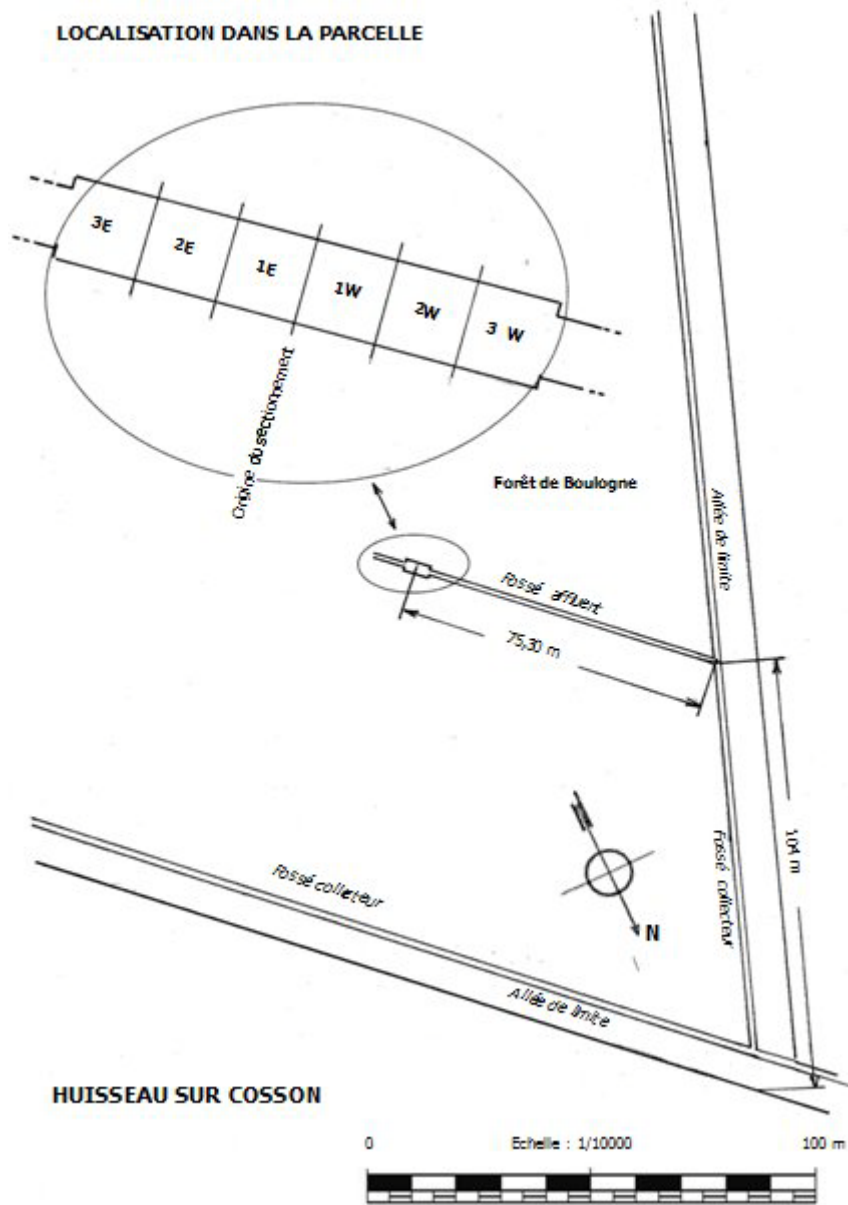 LOCALISATION DANS LA PARCELLE
3E
2E
1E
1W
2W
3 W
Origine du sectionnement
Forêt de Boulogne
Allée de limite
Fossé affluent
75,30 m
104 m
Fossé collecteur
Fossé collecteur
N
Allée de limite
HUISSEAU SUR COSSON
0
Echelle : 1/10000
100 m